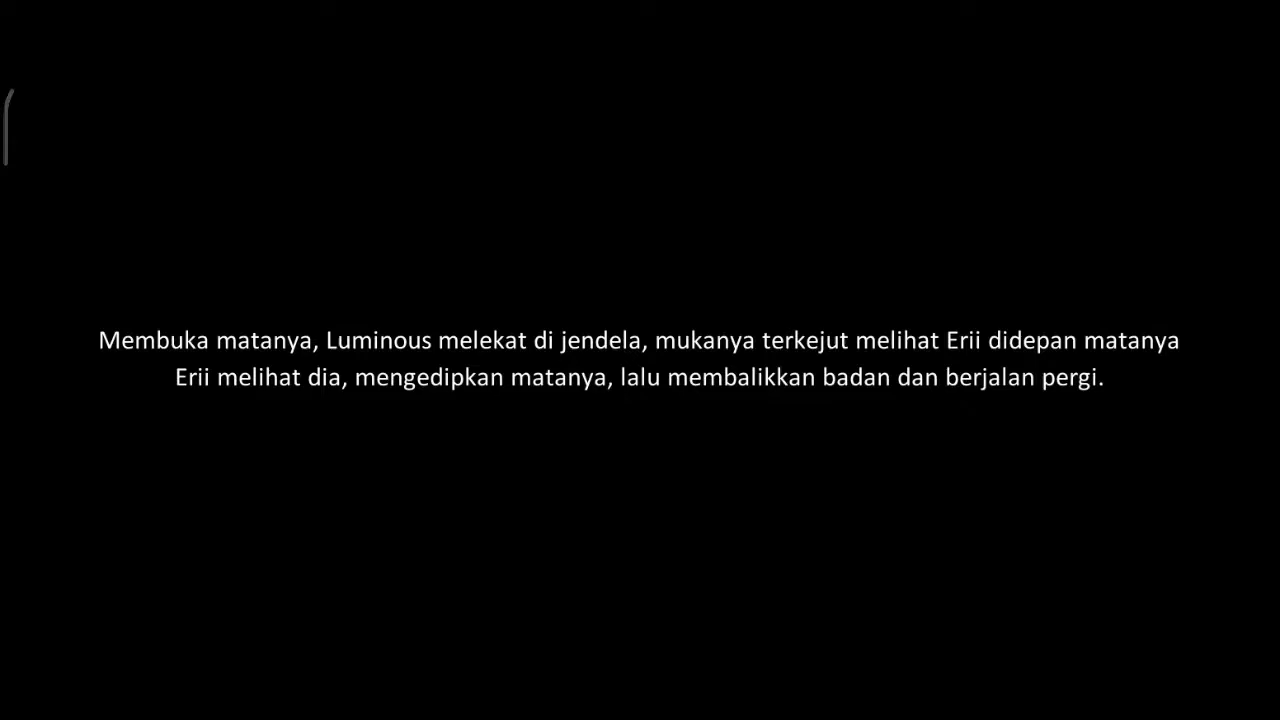 Membuka matanya, Luminous melekat di jendela, mukanya terkejut melihat Erii didepan matanya
Erii melihat dia, mengedipkan matanya, lalu membalikkan badan dan berjalan pergi.